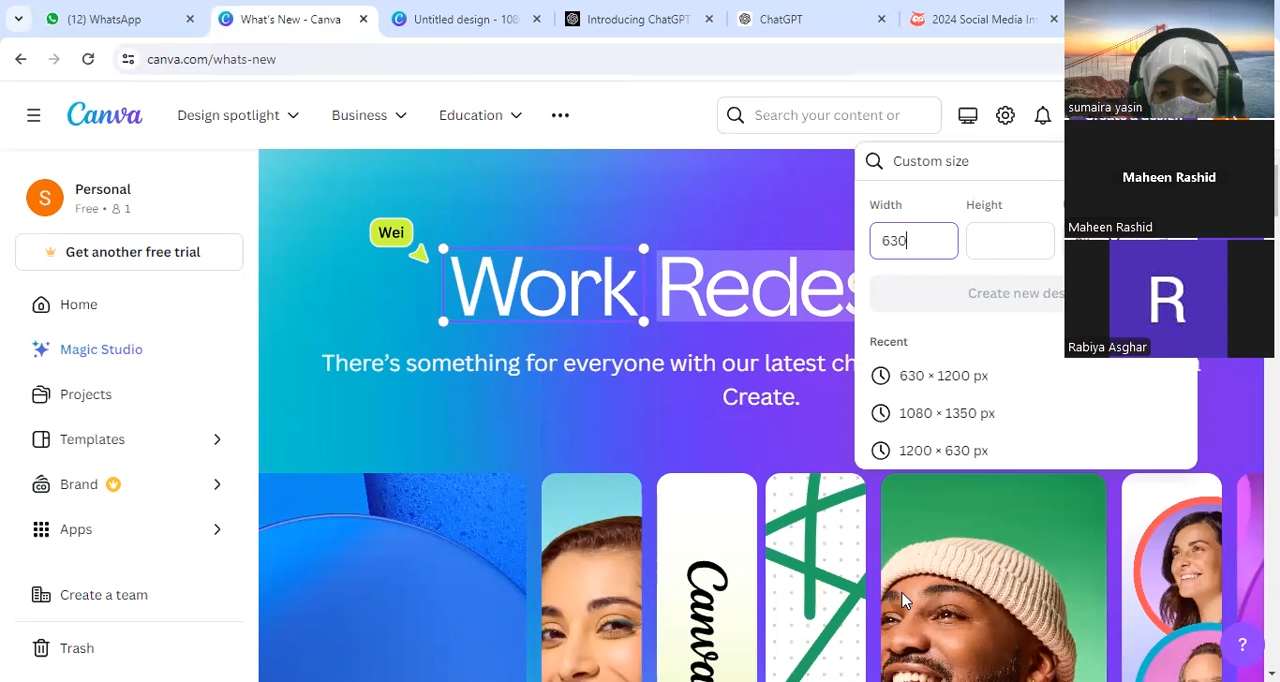 (12) WhatsApp
What's New - Canva
Untitled design - 108
Introducing ChatGPT
ChatGPT
2024 Social Media Im
canva.com/whats-new
Canva
Design spotlight
Business
Education
Search your content or
sumaira yasin
Maheen Rashid
Maheen Rashid
R
Rabiya Asghar
S
Personal
Free • 1
Get another free trial
Home
Magic Studio
Projects
Templates
Brand
Apps
Create a team
Trash
Wei
Work Redes
There's something for everyone with our latest ch
Create.
Custom size
Width
Height
630
Create new des
Recent
630 × 1200 px
1080 × 1350 px
1200 × 630 px
Canva
?